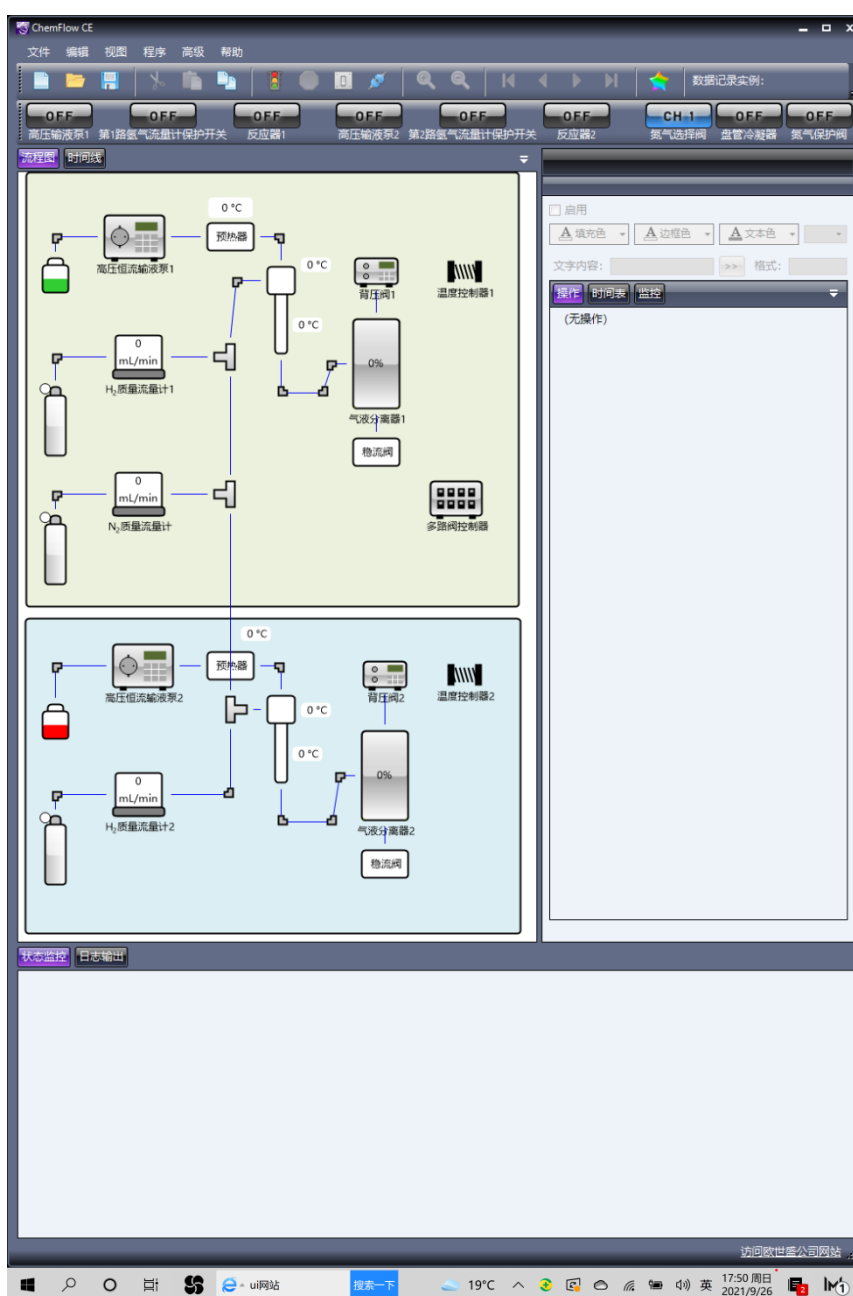 ChemFlow CE
文件 编辑 视图 程序 高级 帮助
数据记录实例:
OFF OFF OFF OFF OFF OFF CH-1 OFF OFF
高压输液泵1 第1路氢气流量计保护开关 反应器1 高压输液泵2 第2路氢气流量计保护开关 反应器2 氮气选择阀 盘管冷凝器 氮气保护阀
流程图 时间线
0 °C
预热器
高压恒流输液泵1
0 °C
背压阀1
温度控制器1
0 °C
0
mL/min
H₂质量流量计1
0%
气液分离器1
稳流阀
0
mL/min
N₂质量流量计
多路阀控制器
0 °C
预热器
高压恒流输液泵2
背压阀2
温度控制器2
0 °C
0 °C
0
mL/min
H₂质量流量计2
0%
气液分离器2
稳流阀
启用
A 填充色 A 边框色 A 文本色
文字内容: >> 格式:
操作 时间表 监控
(无操作)
状态监控 日志输出
访问欧世盛公司网站
ui网站 搜索一下 19°C 英 17:50 周日
2021/9/26
2
1